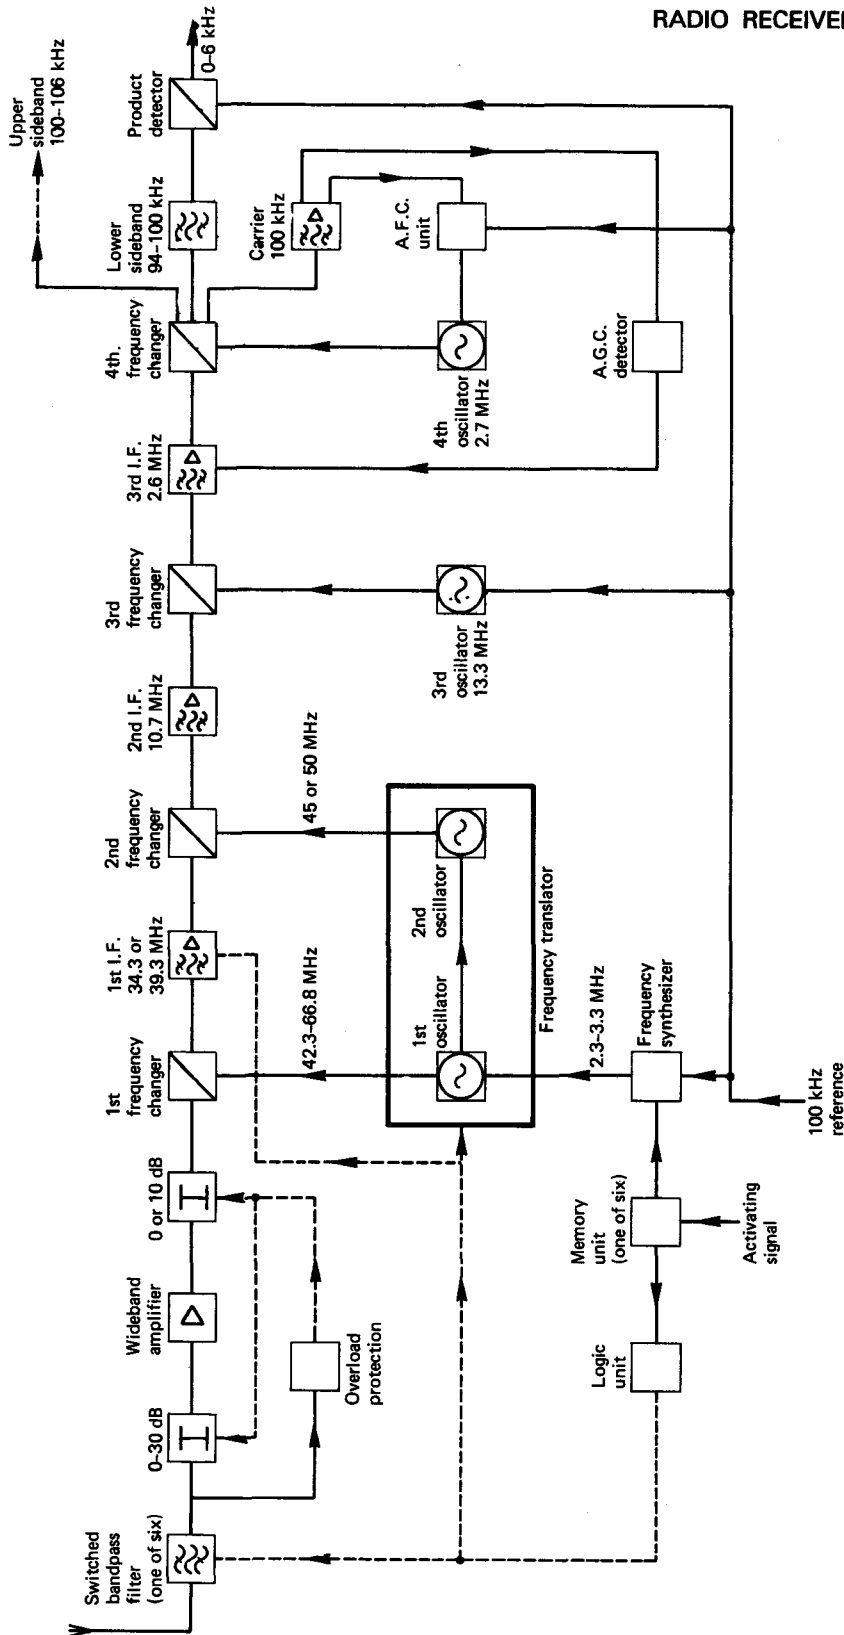 RADIO RECEIVE
Switched
bandpass
filter
(one of six)
0–30 dB
Wideband
amplifier
0 or 10 dB
1st
frequency
changer
1st I.F.
34.3 or
39.3 MHz
2nd
frequency
changer
2nd I.F.
10.7 MHz
3rd
frequency
changer
3rd I.F.
2.6 MHz
4th.
frequency
changer
Lower
sideband
94–100 kHz
Product
detector
0–6 kHz
Upper
sideband
100–106 kHz
Overload
protection
42.3–66.8 MHz
45 or 50 MHz
1st
oscillator
2nd
oscillator
Frequency translator
3rd
oscillator
13.3 MHz
4th
oscillator
2.7 MHz
Carrier
100 kHz
A.F.C.
unit
A.G.C.
detector
Logic
unit
Memory
unit
(one of six)
Activating
signal
2.3–3.3 MHz
Frequency
synthesizer
100 kHz
reference